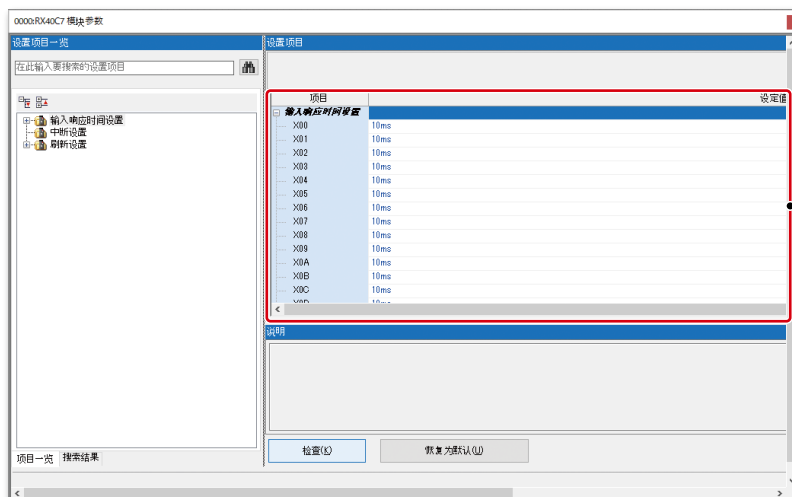 0000:RX40C7 模块参数
设置项目一览
在此输入要搜索的设置项目
输入响应时间设置
中断设置
刷新设置
项目一览 搜索结果
设置项目
项目 设定值
输入响应时间设置
X00 10ms
X01 10ms
X02 10ms
X03 10ms
X04 10ms
X05 10ms
X06 10ms
X07 10ms
X08 10ms
X09 10ms
X0A 10ms
X0B 10ms
X0C 10ms
X0D 10ms
说明
检查(K) 恢复为默认(U)